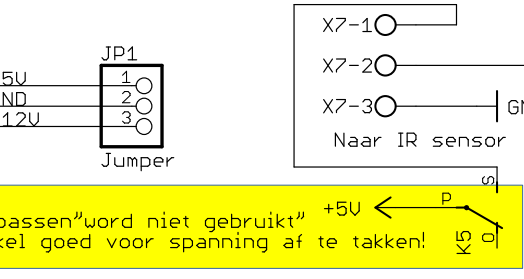 JP1
X7-1
X7-2
X7-3
5V
ND
12V
1
2
3
GN
Naar IR sensor
Jumper
S
P
+5V
K5
O
passen"word niet gebruikt"
kel goed voor spanning af te takken!